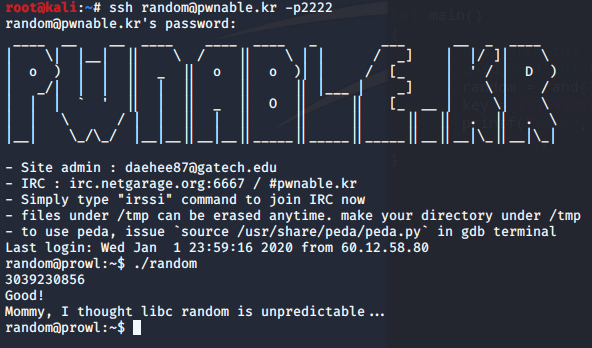 root@kali:~# ssh random@pwnable.kr -p2222
random@pwnable.kr's password:
PWNABLE.KR
- Site admin : daehee87@gatech.edu
- IRC : irc.netgarage.org:6667 / #pwnable.kr
- Simply type "irssi" command to join IRC now
- files under /tmp can be erased anytime. make your directory under /tmp
- to use peda, issue `source /usr/share/peda/peda.py` in gdb terminal
Last login: Wed Jan  1 23:59:16 2020 from 60.12.58.80
random@prowl:~$ ./random
3039230856
Good!
Mommy, I thought libc random is unpredictable...
random@prowl:~$